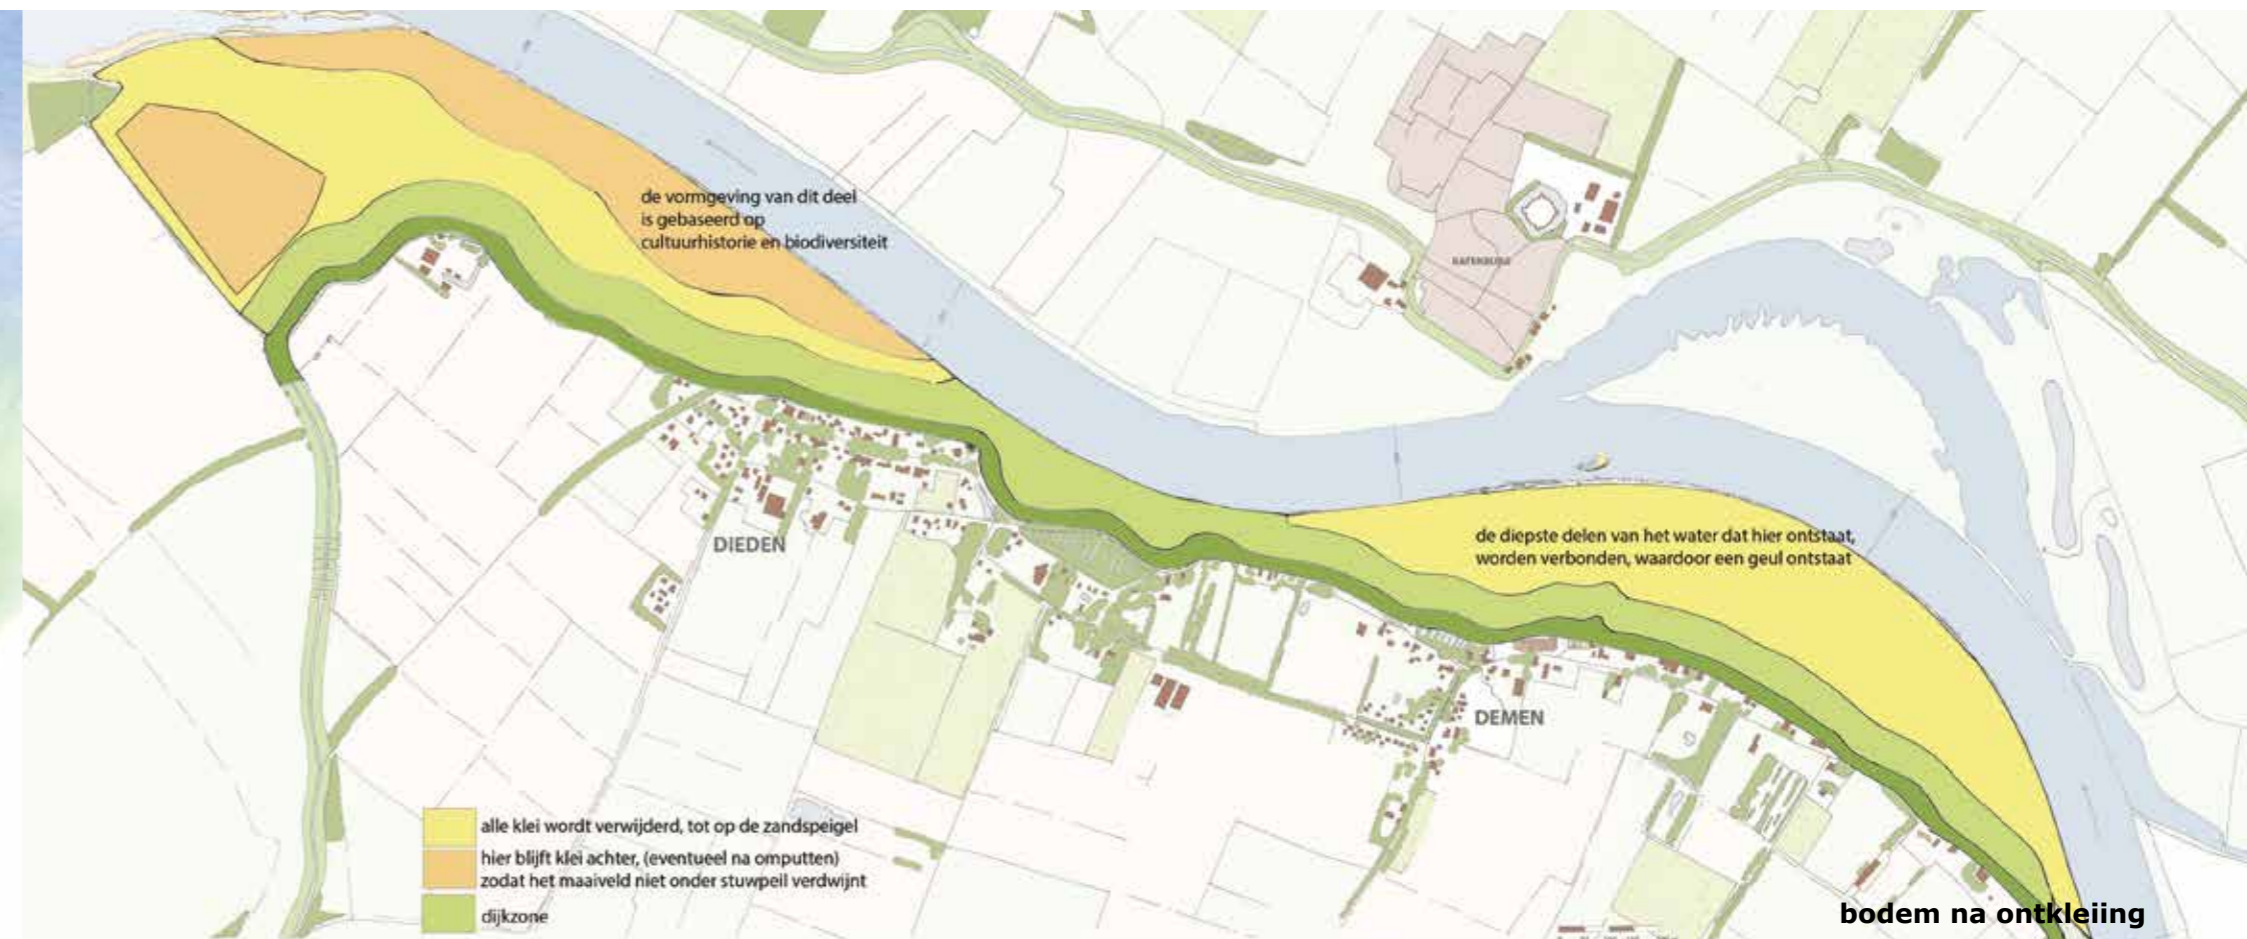 de vormgeving van dit deel
is gebaseerd op
cultuurhistorie en biodiversiteit
de diepste delen van het water dat hier ontstaat,
worden verbonden, waardoor een geul ontstaat
DIEDEN
DEMEN
alle klei wordt verwijderd, tot op de zandspeigel
hier blijft klei achter, (eventueel na omputten)
zodat het maaiveld niet onder stuwpeil verdwijnt
dijkzone
bodem na ontkleiing